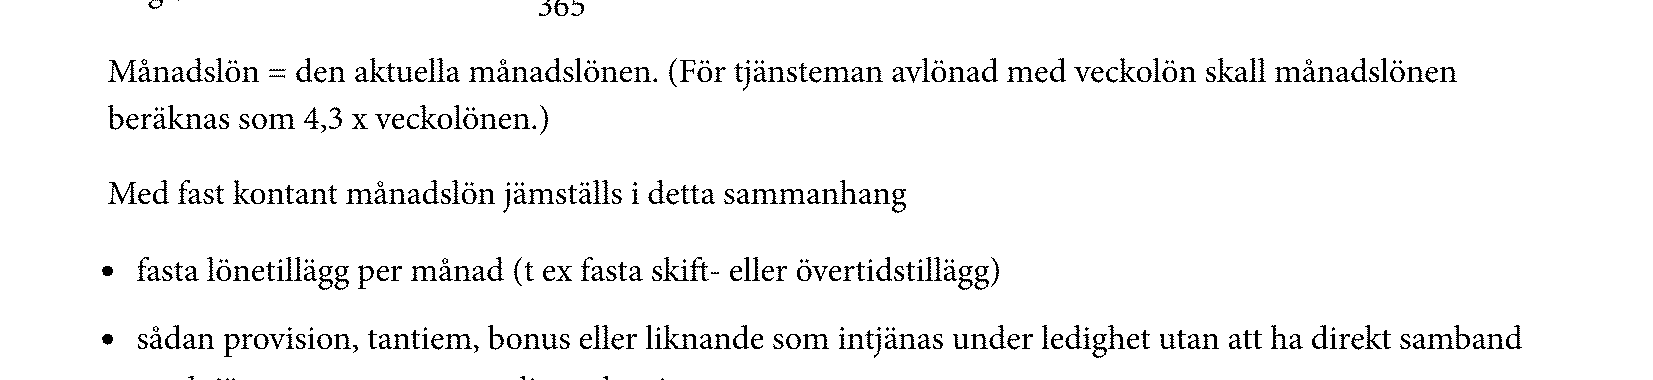 365
Månadslön = den aktuella månadslönen. (För tjänsteman avlönad med veckolön skall månadslönen
beräknas som 4,3 x veckolönen.)
Med fast kontant månadslön jämställs i detta sammanhang
• fasta lönetillägg per månad (t ex fasta skift- eller övertidstillägg)
• sådan provision, tantiem, bonus eller liknande som intjänas under ledighet utan att ha direkt samband